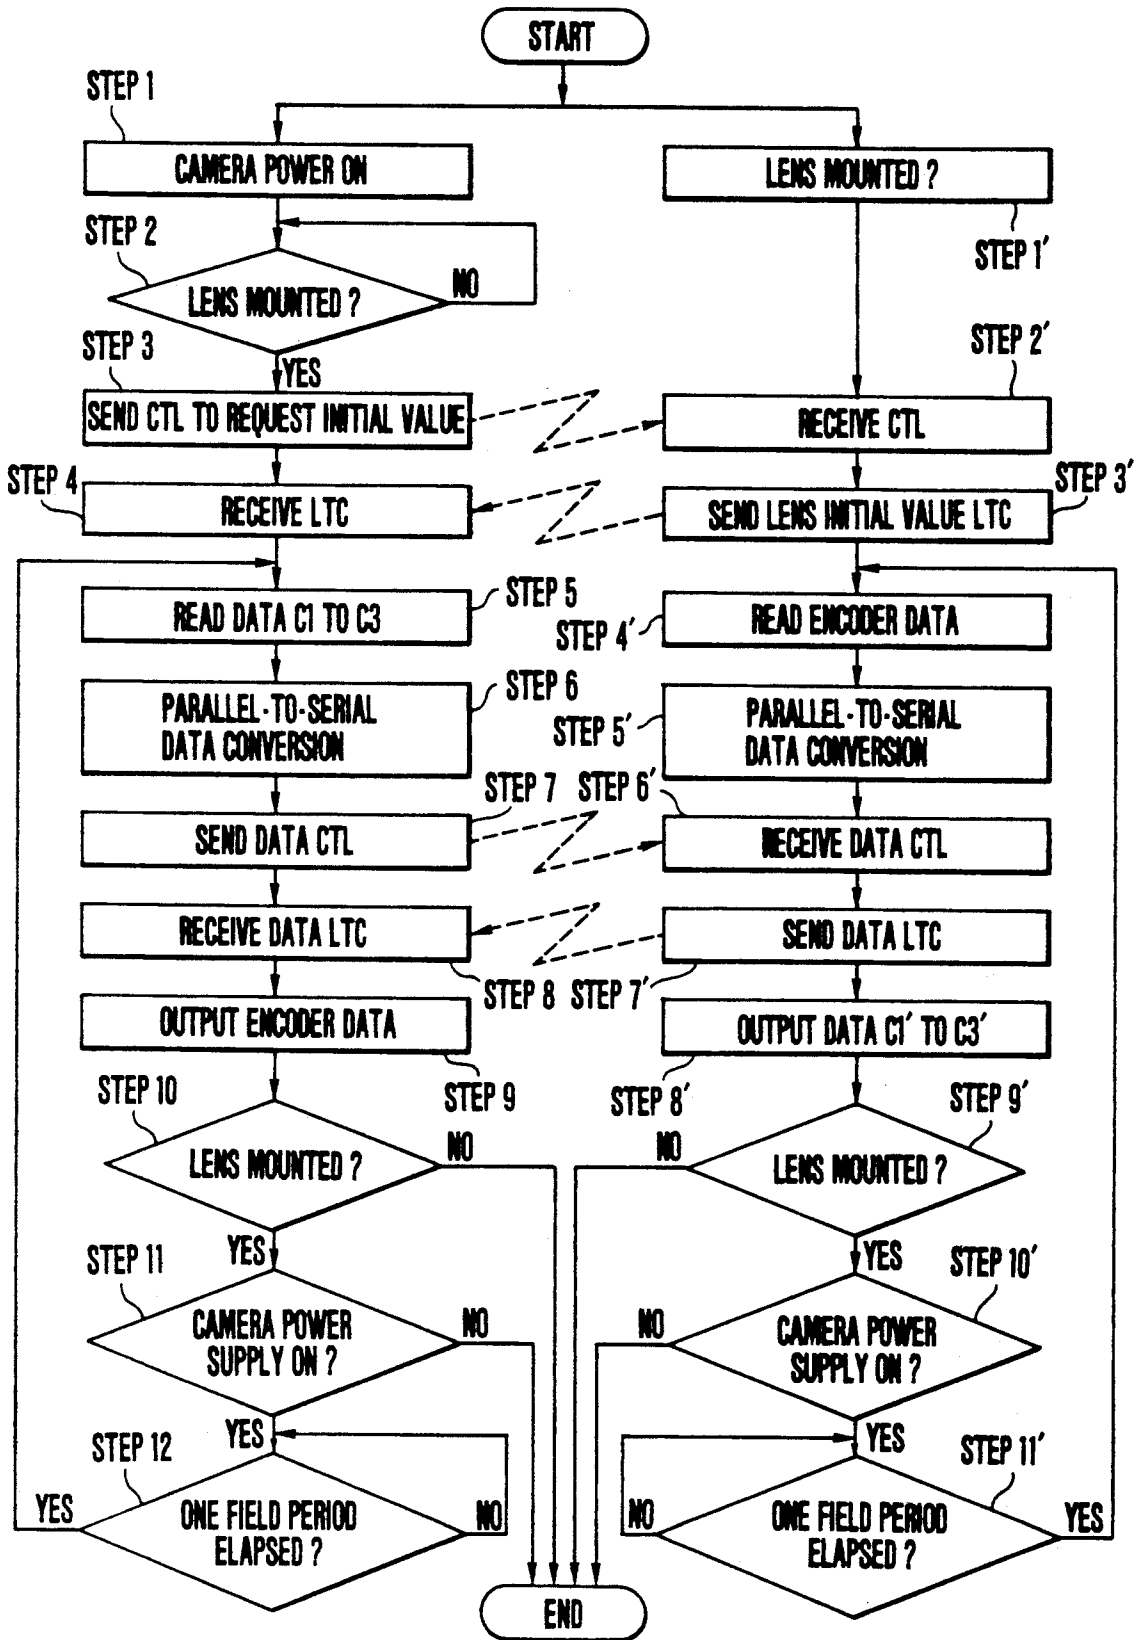 START
STEP 1
CAMERA POWER ON
LENS MOUNTED ?
STEP 1′
STEP 2
LENS MOUNTED ?
NO
YES
STEP 3
STEP 2′
SEND CTL TO REQUEST INITIAL VALUE
RECEIVE CTL
STEP 4
RECEIVE LTC
SEND LENS INITIAL VALUE LTC
STEP 3′
READ DATA C1 TO C3
STEP 5
STEP 4′
READ ENCODER DATA
PARALLEL-TO-SERIAL
DATA CONVERSION
STEP 6
STEP 5′
PARALLEL-TO-SERIAL
DATA CONVERSION
STEP 7
STEP 6′
SEND DATA CTL
RECEIVE DATA CTL
RECEIVE DATA LTC
SEND DATA LTC
STEP 8
STEP 7′
OUTPUT ENCODER DATA
OUTPUT DATA C1′ TO C3′
STEP 9
STEP 8′
STEP 10
LENS MOUNTED ?
NO
YES
STEP 9′
NO
LENS MOUNTED ?
YES
STEP 11
CAMERA POWER
SUPPLY ON ?
NO
YES
STEP 10′
NO
CAMERA POWER
SUPPLY ON ?
YES
STEP 12
YES
ONE FIELD PERIOD
ELAPSED ?
NO
STEP 11′
NO
ONE FIELD PERIOD
ELAPSED ?
YES
END